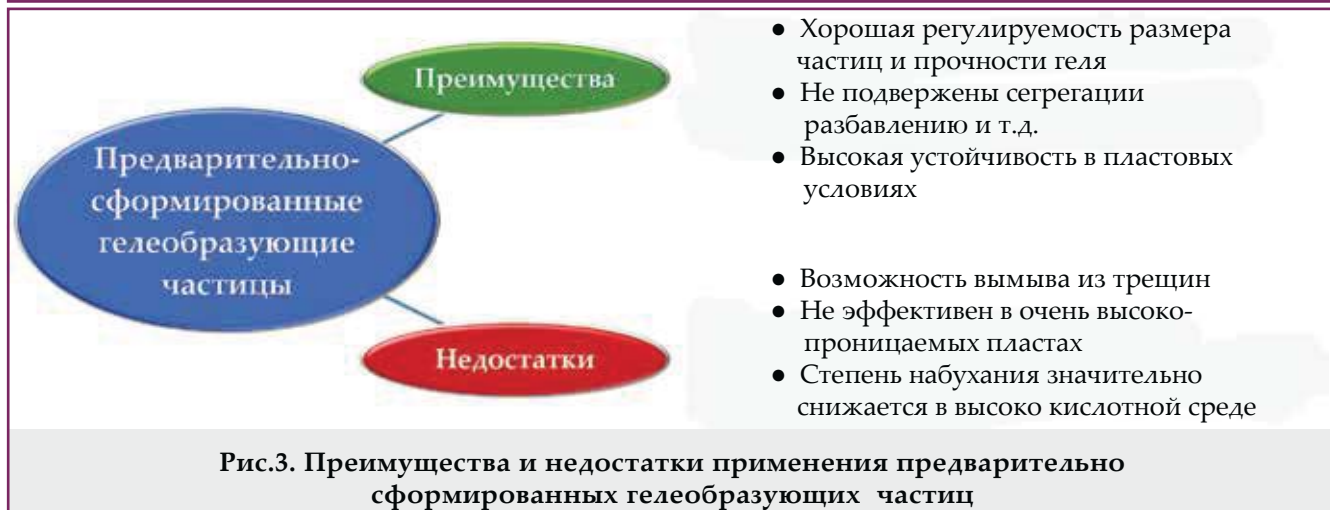 Преимущества
Предварительно-
сформированные
гелеобразующие
частицы
Недостатки
● Хорошая регулируемость размера
частиц и прочности геля
● Не подвержены сегрегации
разбавлению и т.д.
● Высокая устойчивость в пластовых
условиях
● Возможность вымыва из трещин
● Не эффективен в очень высоко-
проницаемых пластах
● Степень набухания значительно
снижается в высоко кислотной среде
Рис.3. Преимущества и недостатки применения предварительно
сформированных гелеобразующих частиц